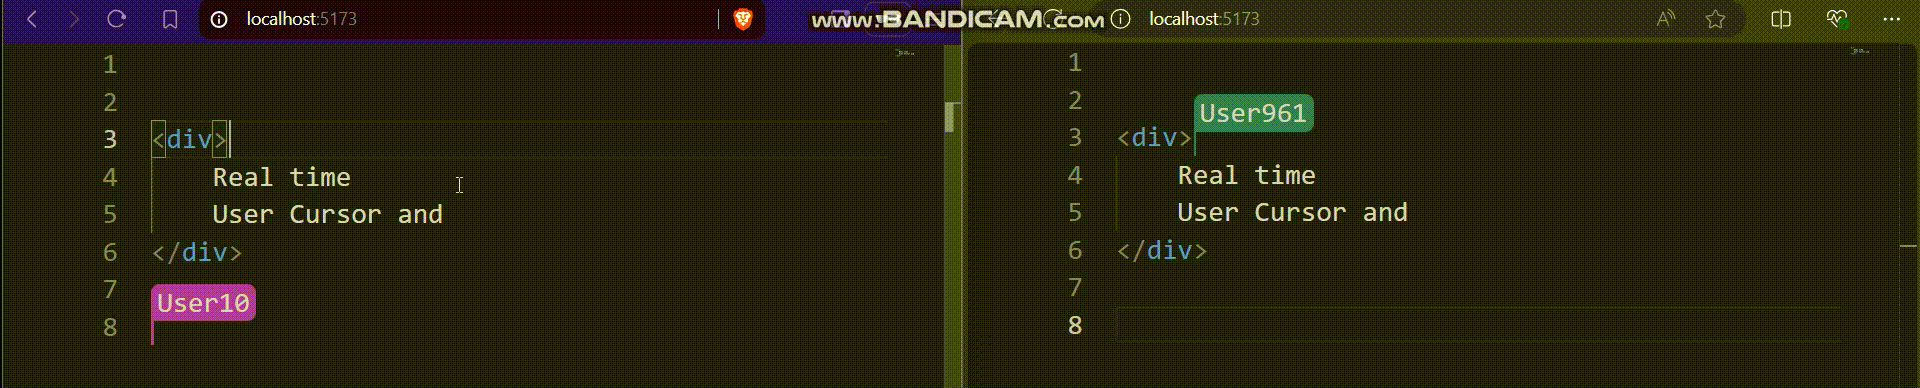 localhost:5173
www.BANDICAM.com
localhost:5173
1
2
3 <div>
4 Real time
5 User Cursor and
6 </div>
7
User10
8
1
2
User961
3 <div>
4 Real time
5 User Cursor and
6 </div>
7
8